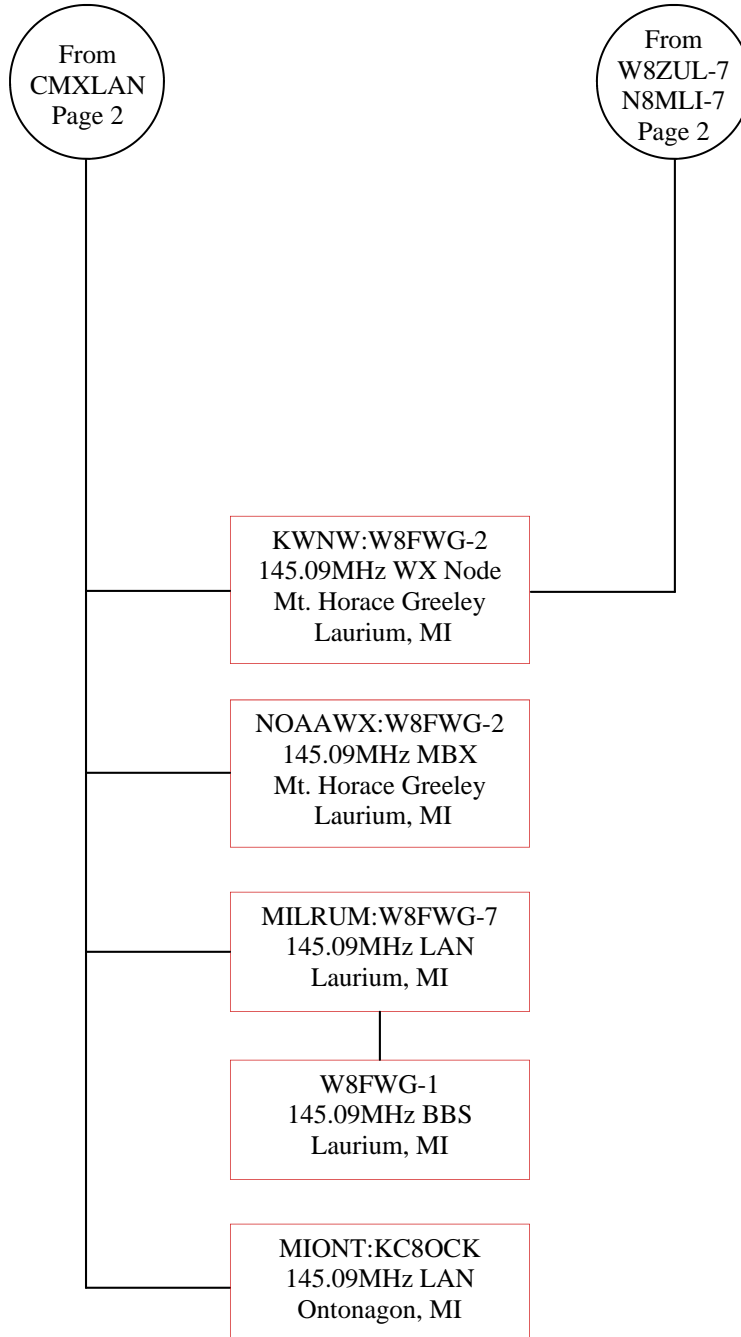 From
CMXLAN
Page 2
From
W8ZUL-7
N8MLI-7
Page 2
KWNW:W8FWG-2
145.09MHz WX Node
Mt. Horace Greeley
Laurium, MI
NOAAWX:W8FWG-2
145.09MHz MBX
Mt. Horace Greeley
Laurium, MI
MILRUM:W8FWG-7
145.09MHz LAN
Laurium, MI
W8FWG-1
145.09MHz BBS
Laurium, MI
MIONT:KC8OCK
145.09MHz LAN
Ontonagon, MI